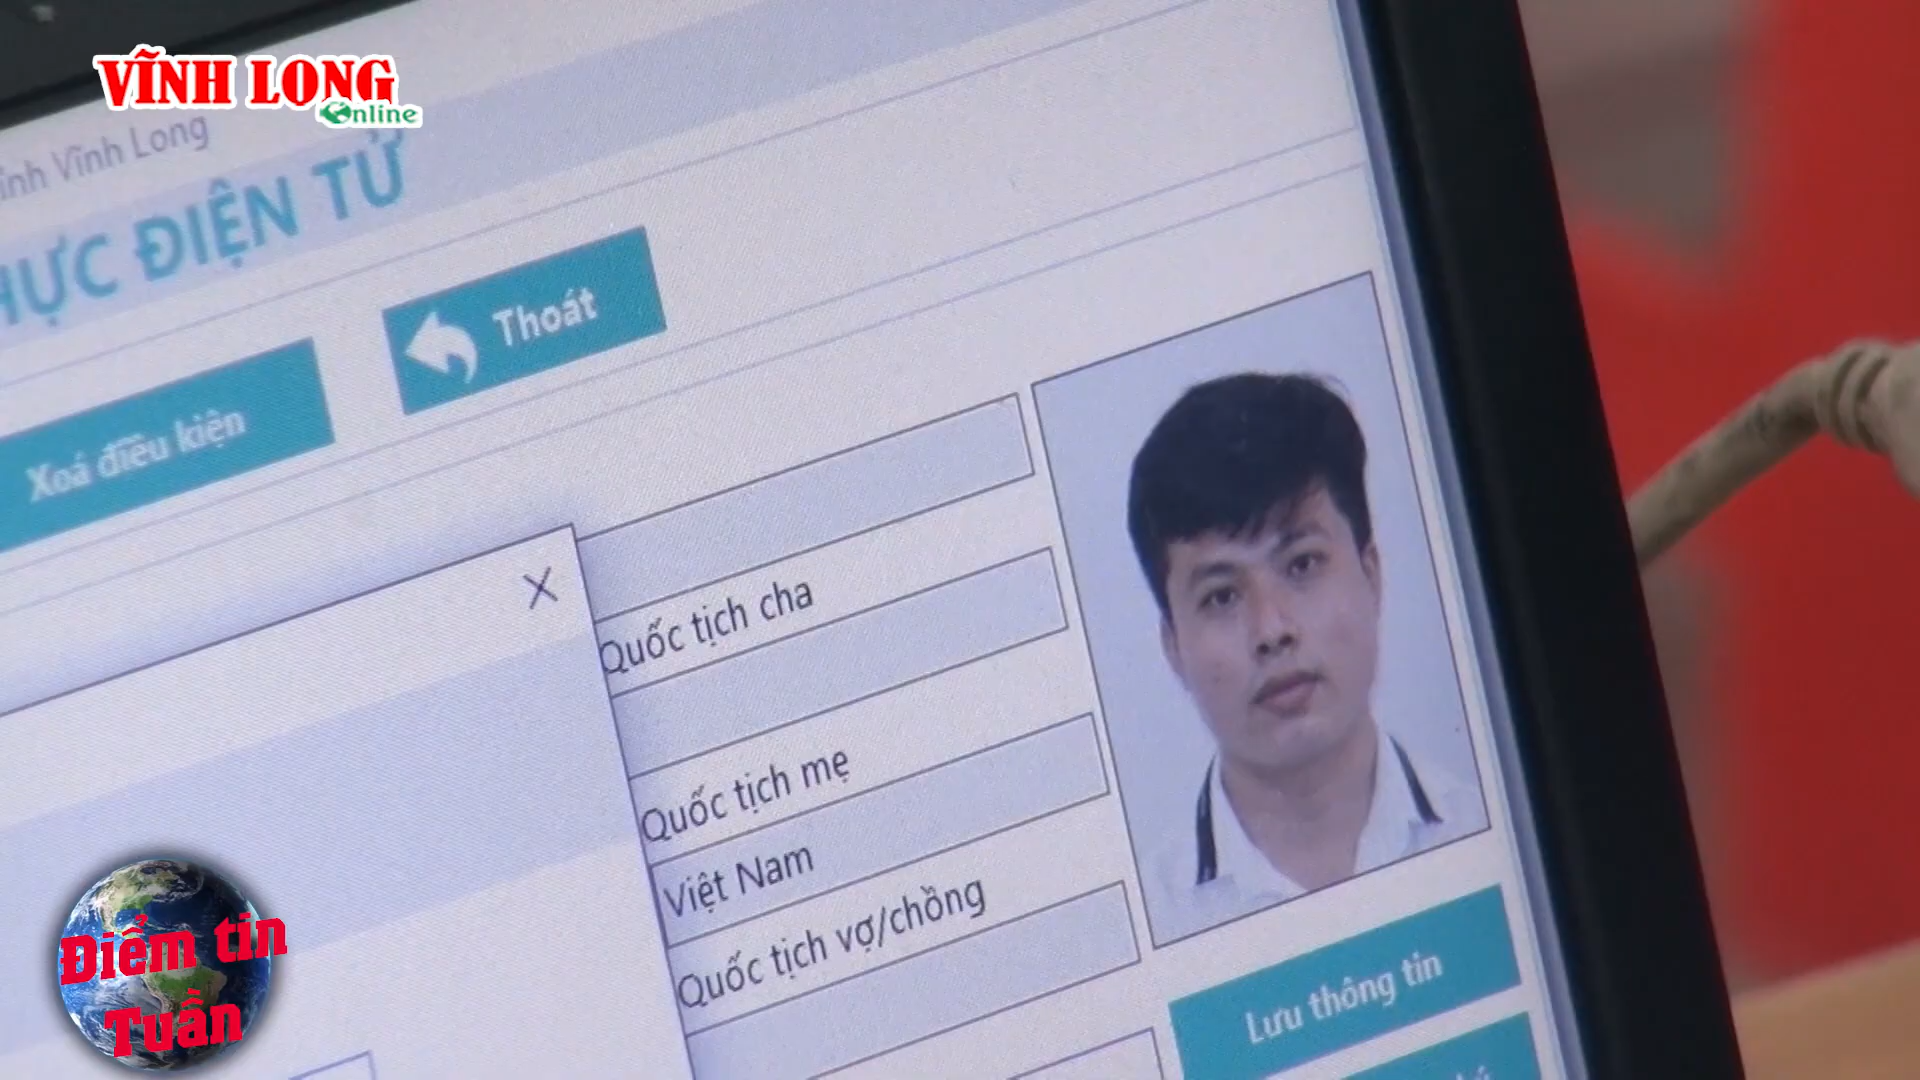 VĨNH LONG
Online
ỉnh Vĩnh Long
HỰC ĐIỆN TỬ
Thoát
Xoá điều kiện
X
Quốc tịch cha
Quốc tịch mẹ
Việt Nam
Quốc tịch vợ/chồng
Lưu thông tin
Điểm tin
Tuần